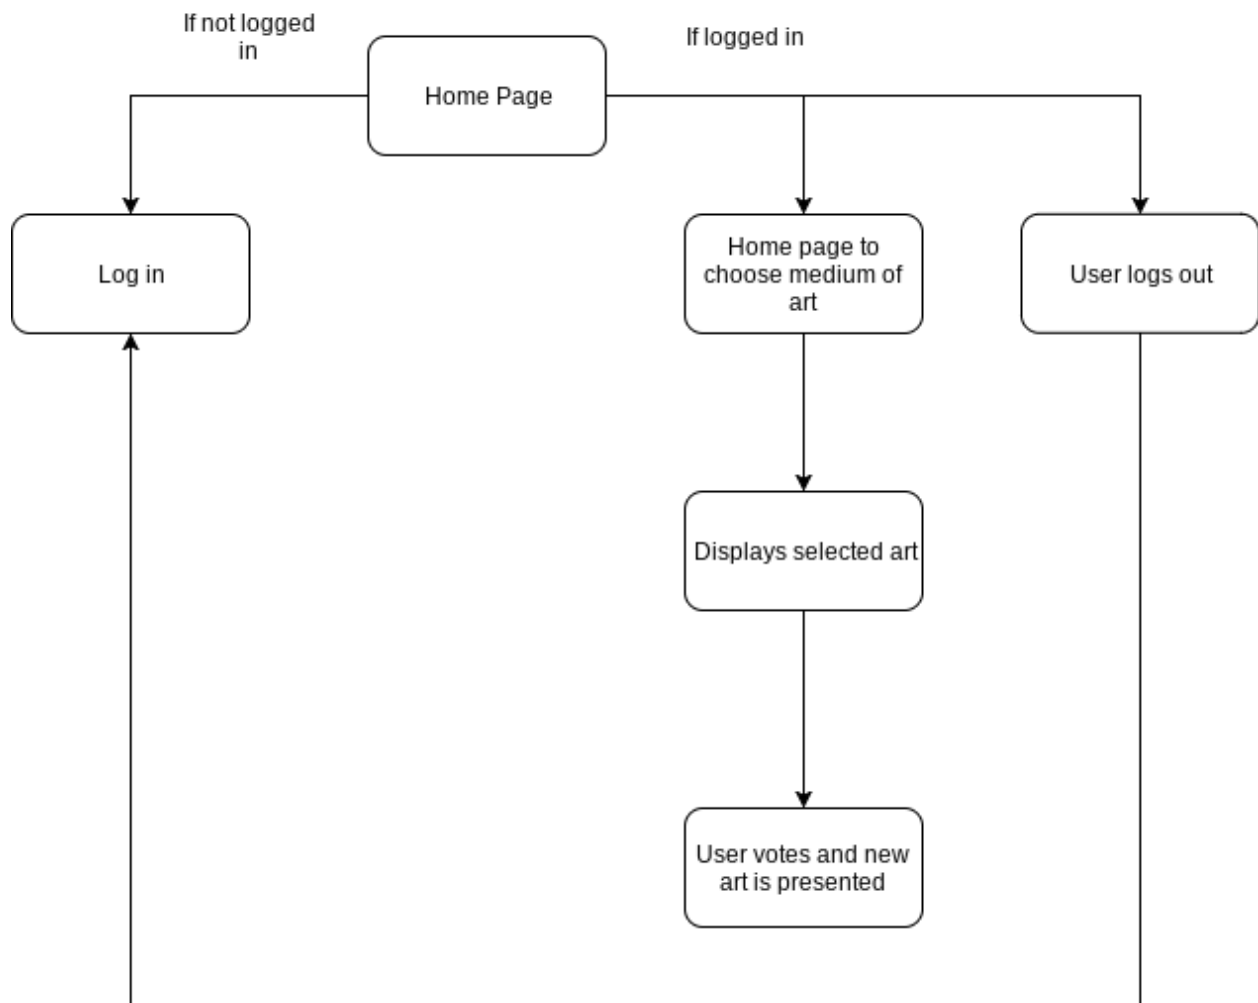 If not logged
in
If logged in
Home Page
Log in
Home page to
choose medium of
art
User logs out
Displays selected art
User votes and new
art is presented